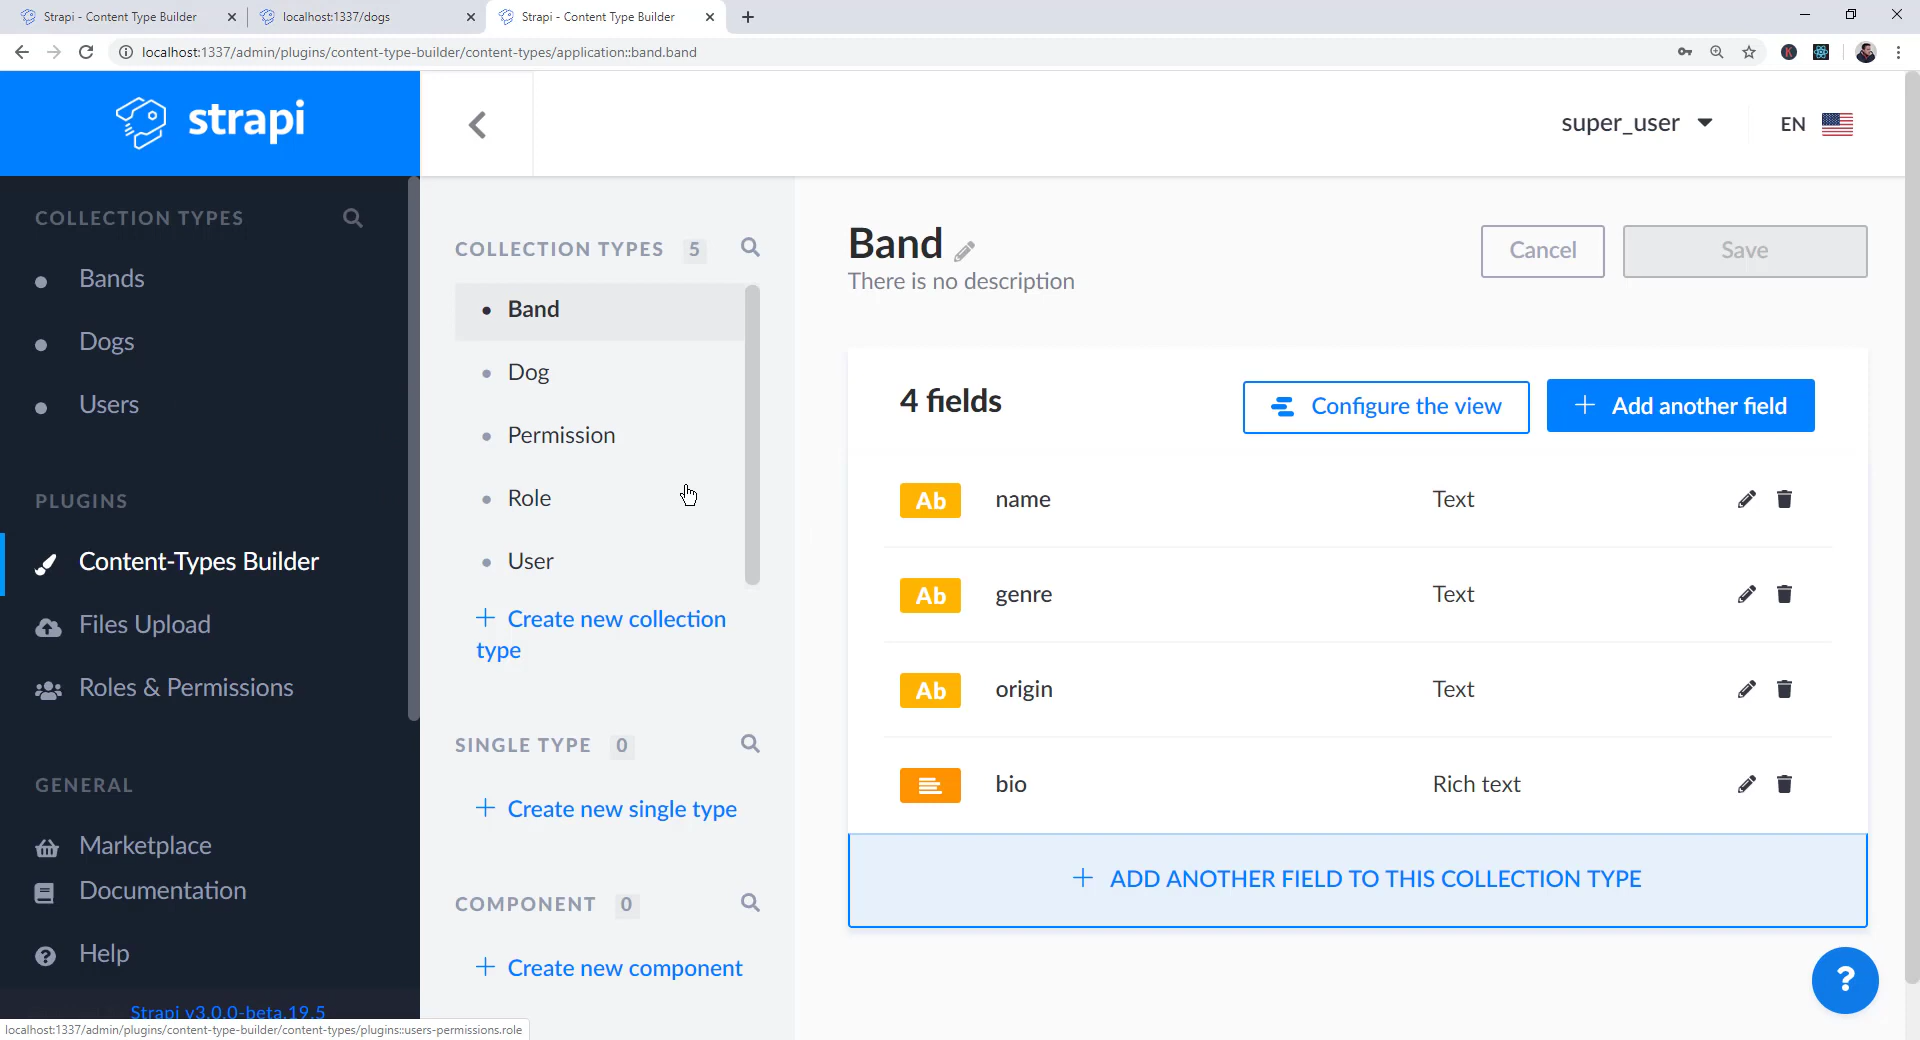 Strapi - Content Type Builder
localhost:1337/dogs
Strapi - Content Type Builder
localhost:1337/admin/plugins/content-type-builder/content-types/application::band.band
K
strapi
super_user
EN
COLLECTION TYPES
Bands
Dogs
Users
PLUGINS
Content-Types Builder
Files Upload
Roles & Permissions
GENERAL
Marketplace
Documentation
Help
Strapi v3.0.0-beta.19.5
localhost:1337/admin/plugins/content-type-builder/content-types/plugins::users-permissions.role
COLLECTION TYPES 5
Band
Dog
Permission
Role
User
+ Create new collection
type
SINGLE TYPE 0
+ Create new single type
COMPONENT 0
+ Create new component
Band
There is no description
Cancel
Save
4 fields
Configure the view
+ Add another field
Ab name Text
Ab genre Text
Ab origin Text
bio Rich text
+ ADD ANOTHER FIELD TO THIS COLLECTION TYPE
?